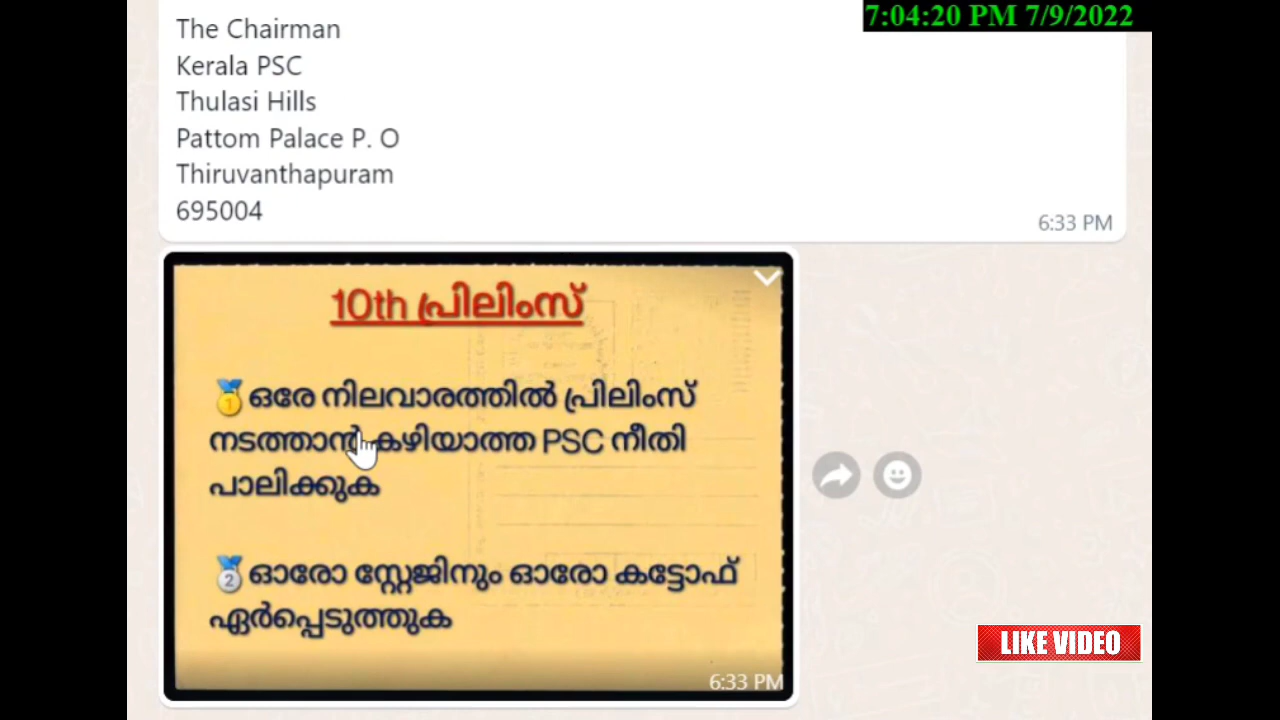 7:04:20 PM 7/9/2022
The Chairman
Kerala PSC
Thulasi Hills
Pattom Palace P. O
Thiruvanthapuram
695004
6:33 PM
10th പ്രിലിംസ്
🥇ഒരേ നിലവാരത്തിൽ പ്രിലിംസ്
നടത്താൻ കഴിയാത്ത PSC നീതി
പാലിക്കുക
🥈ഓരോ സ്റ്റേജിനും ഓരോ കട്ടോഫ്
ഏർപ്പെടുത്തുക
6:33 PM
LIKE VIDEO